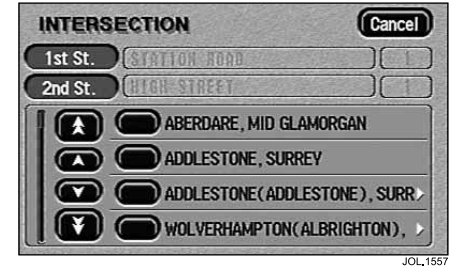 INTERSECTION Cancel
1st St. STATION ROAD 1
2nd St. HIGH STREET 1
ABERDARE, MID GLAMORGAN
ADDLESTONE, SURREY
ADDLESTONE(ADDLESTONE), SURR
WOLVERHAMPTON(ALBRIGHTON),
JOL.1557